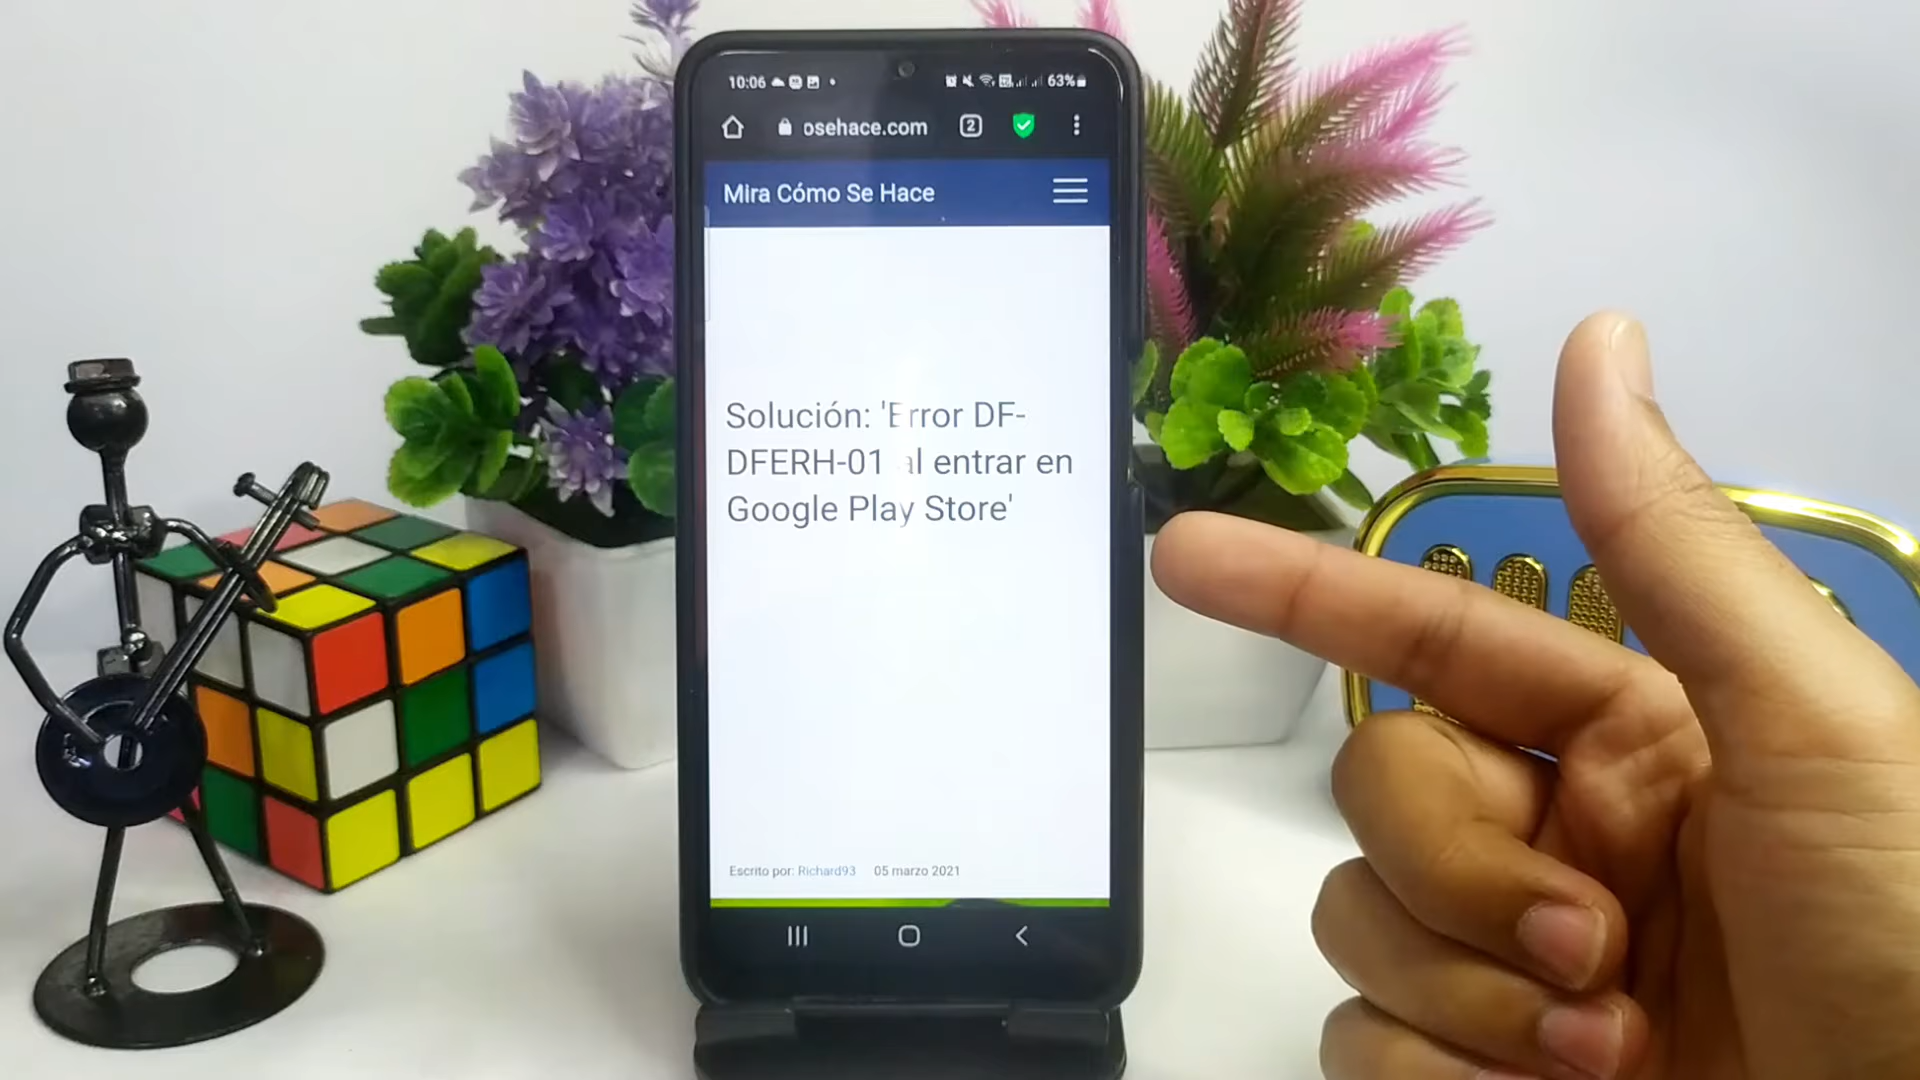 10:06
63%
osehace.com
2
Mira Cómo Se Hace
Solución: 'Error DF-
DFERH-01 al entrar en
Google Play Store'
Escrito por: Richard93 05 marzo 2021